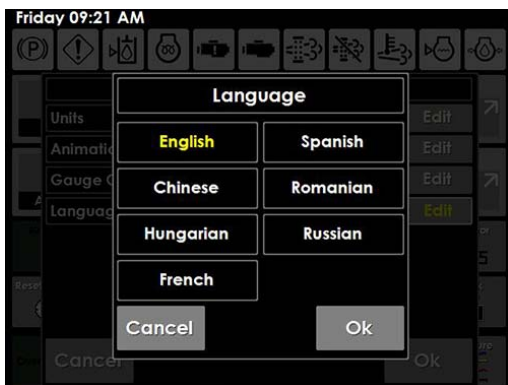 Friday 09:21 AM
(P)
Language
Units Edit
English Spanish
Edit
Chinese Romanian
Gauge Edit
Edit
Hungarian Russian
French
Cancel Ok
Cancel Ok